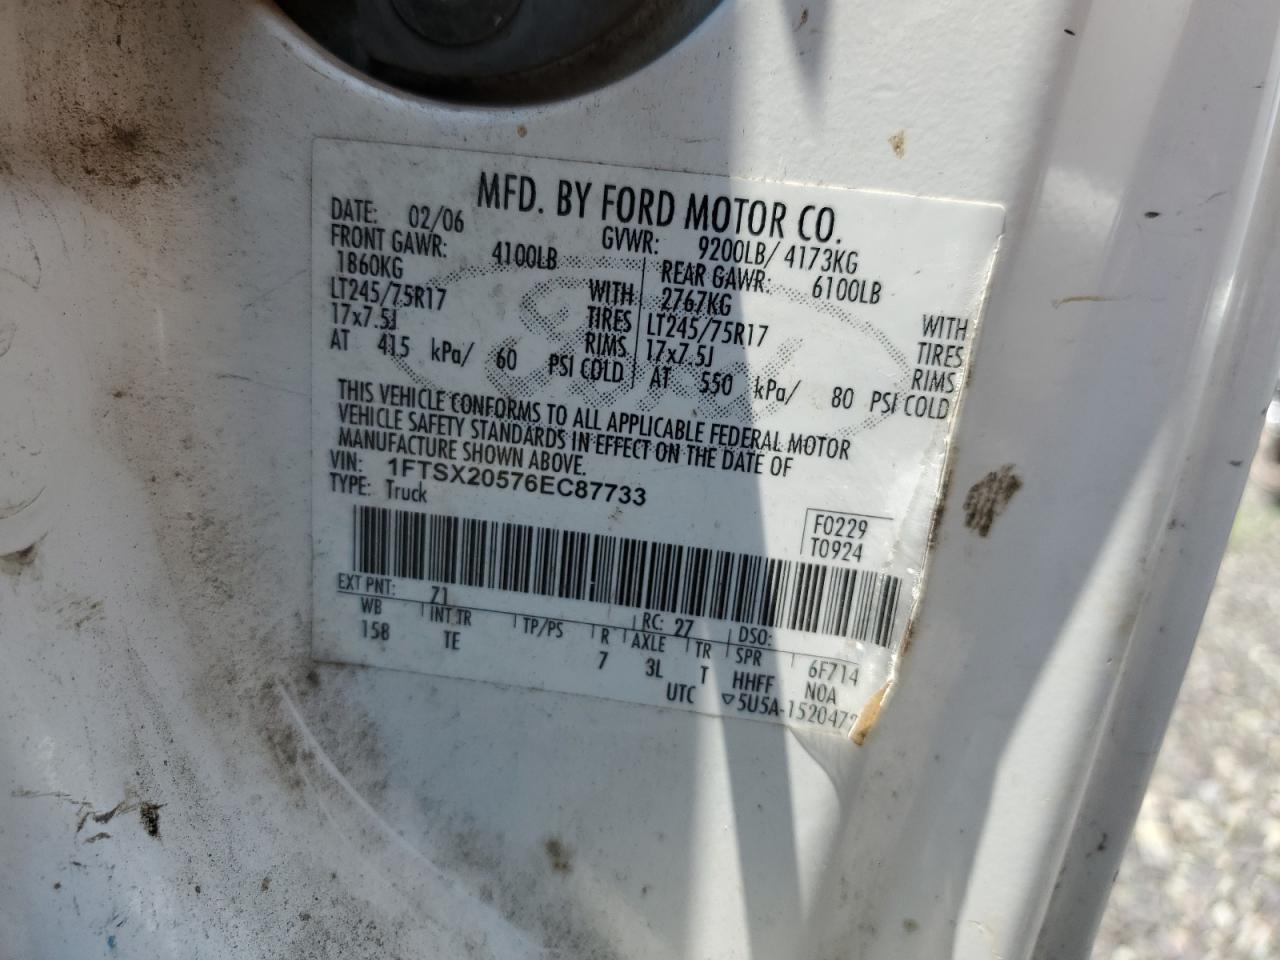 MFD. BY FORD MOTOR CO.
DATE: 02/06 GVWR: 9200LB/ 4173KG
FRONT GAWR: 4100LB REAR GAWR: 6100LB
1860KG WITH 2767KG WITH
LT245/75R17 TIRES LT245/75R17 TIRES
17x7.5J RIMS 17x7.5J RIMS
AT 415 kPa/ 60 PSI COLD AT 550 kPa/ 80 PSI COLD
THIS VEHICLE CONFORMS TO ALL APPLICABLE FEDERAL MOTOR
VEHICLE SAFETY STANDARDS IN EFFECT ON THE DATE OF
MANUFACTURE SHOWN ABOVE.
VIN: 1FTSX20576EC87733
TYPE: Truck
F0229
T0924
EXT PNT: Z1 RC: 27 DSO:
WB INT TR TP/PS R AXLE TR SPR 6F714
158 TE 7 3L T HHFF NOA
UTC ▽5U5A-1520472